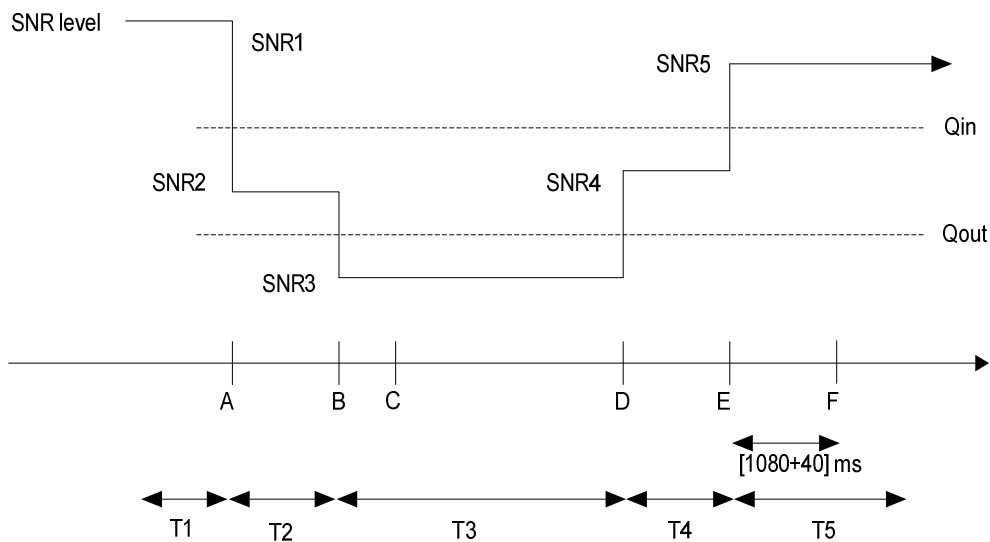 SNR level
SNR1
SNR5
Qin
SNR2
SNR4
Qout
SNR3
A B C D E F
[1080+40] ms
T1 T2 T3 T4 T5